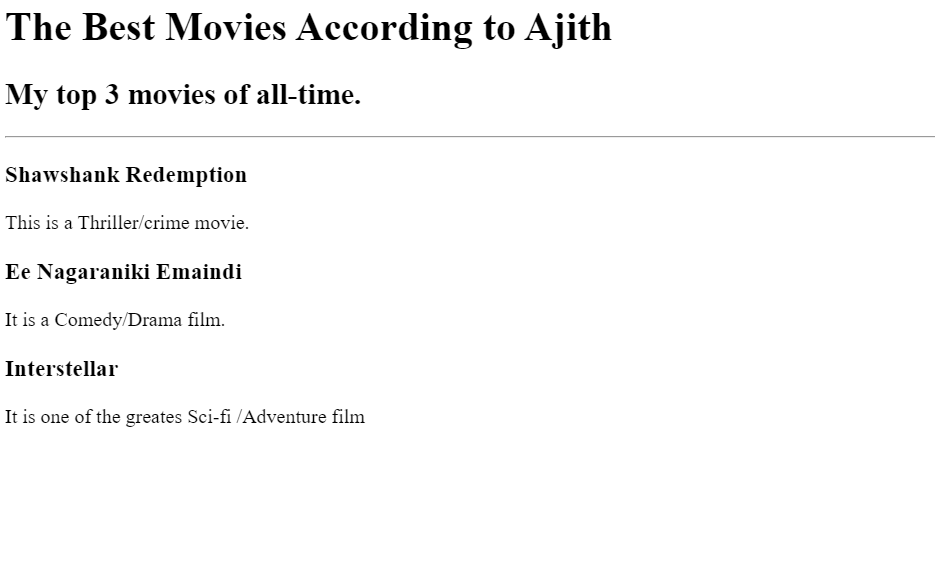 The Best Movies According to Ajith
My top 3 movies of all-time.
Shawshank Redemption
This is a Thriller/crime movie.
Ee Nagaraniki Emaindi
It is a Comedy/Drama film.
Interstellar
It is one of the greates Sci-fi /Adventure film